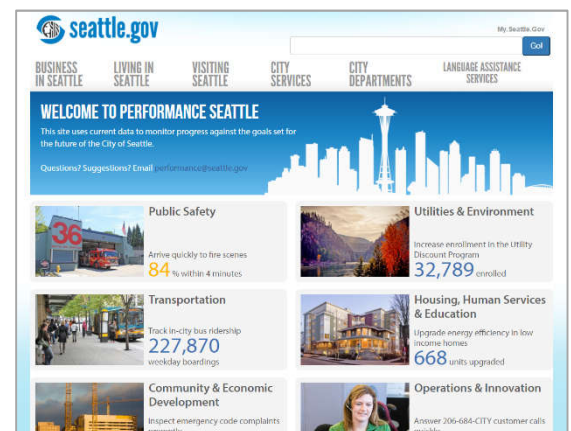 seattle.gov
My.Seattle.Gov
Go!
BUSINESS
IN SEATTLE
LIVING IN
SEATTLE
VISITING
SEATTLE
CITY
SERVICES
CITY
DEPARTMENTS
LANGUAGE ASSISTANCE
SERVICES
WELCOME TO PERFORMANCE SEATTLE
This site uses current data to monitor progress against the goals set for
the future of the City of Seattle.
Questions? Suggestions? Email performance@seattle.gov
36
Public Safety
Arrive quickly to fire scenes
84 % within 4 minutes
Utilities & Environment
Increase enrollment in the Utility
Discount Program
32,789 enrolled
Transportation
Track in-city bus ridership
227,870
weekday boardings
Housing, Human Services
& Education
Upgrade energy efficiency in low
income homes
668 units upgraded
Community & Economic
Development
Inspect emergency code complaints
Operations & Innovation
Answer 206-684-CITY customer calls